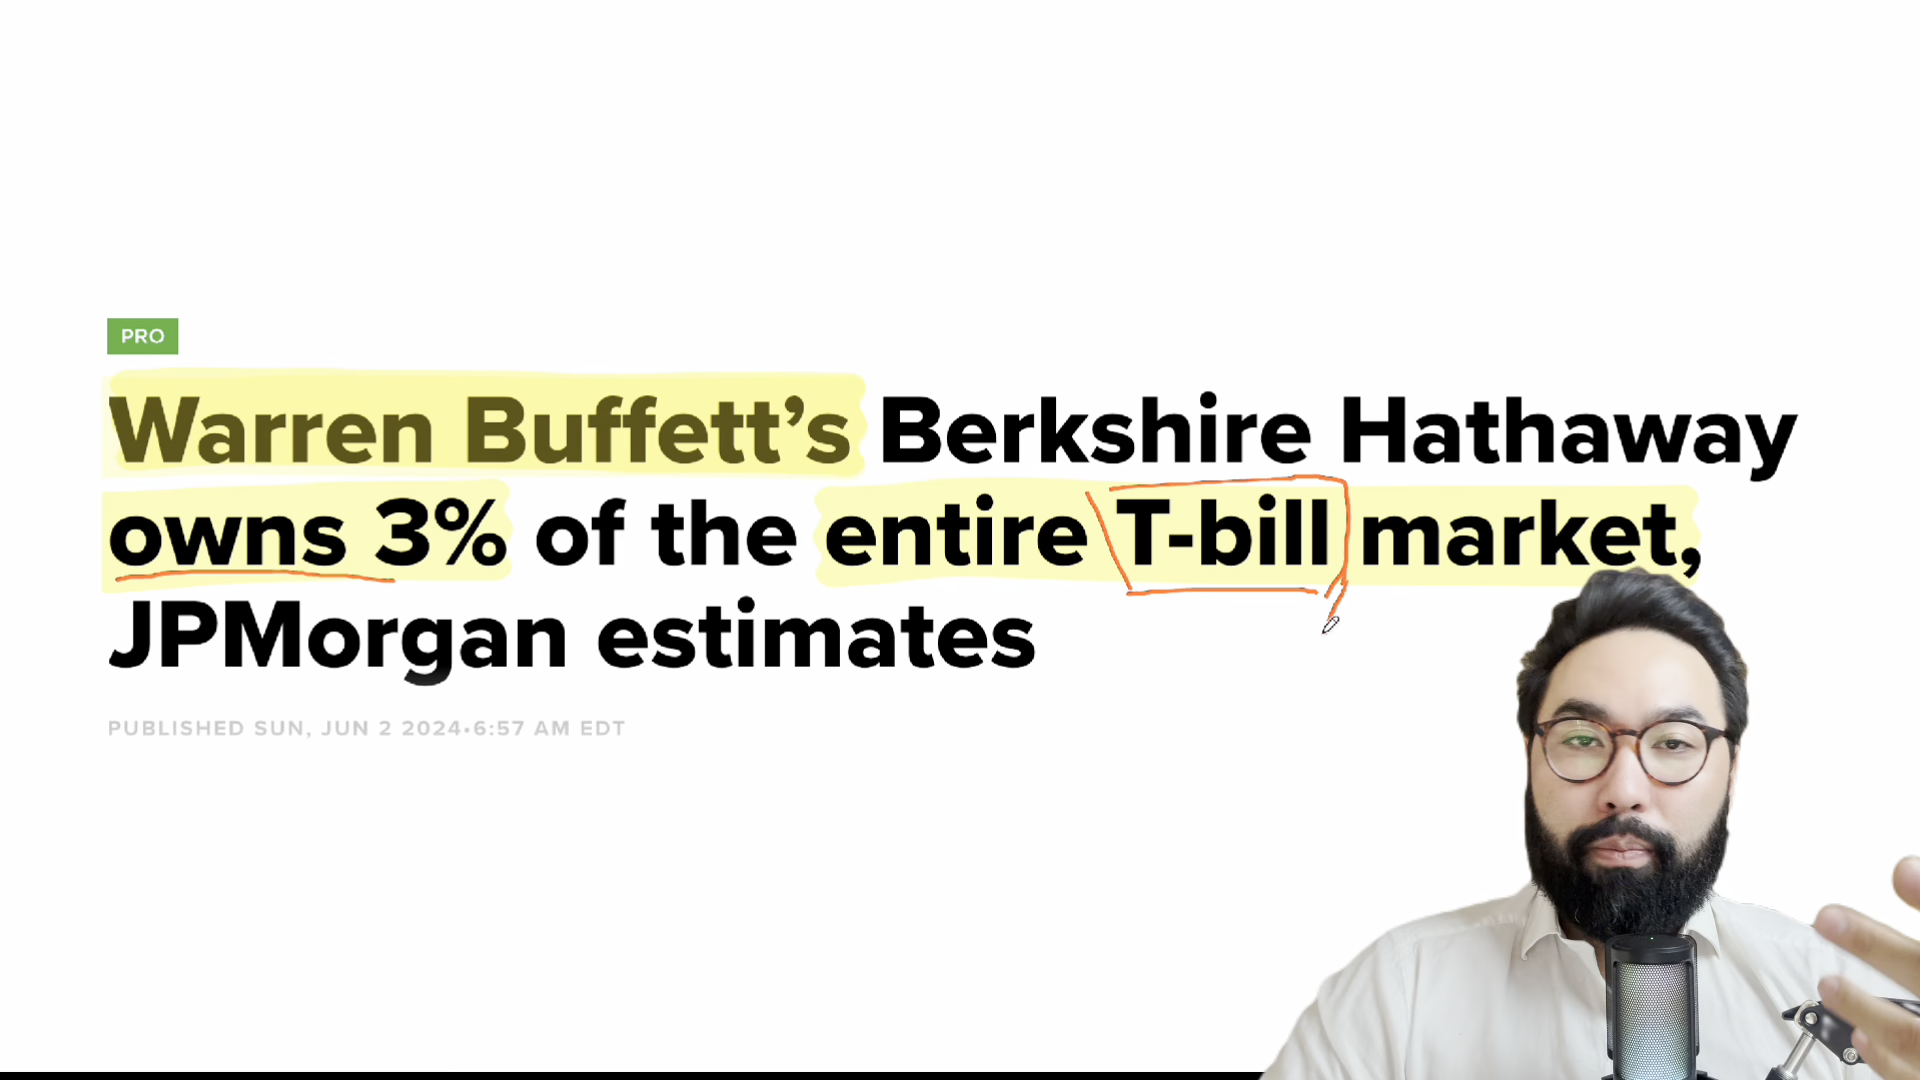 PRO
Warren Buffett’s Berkshire Hathaway
owns 3% of the entire T-bill market,
JPMorgan estimates
PUBLISHED SUN, JUN 2 2024•6:57 AM EDT